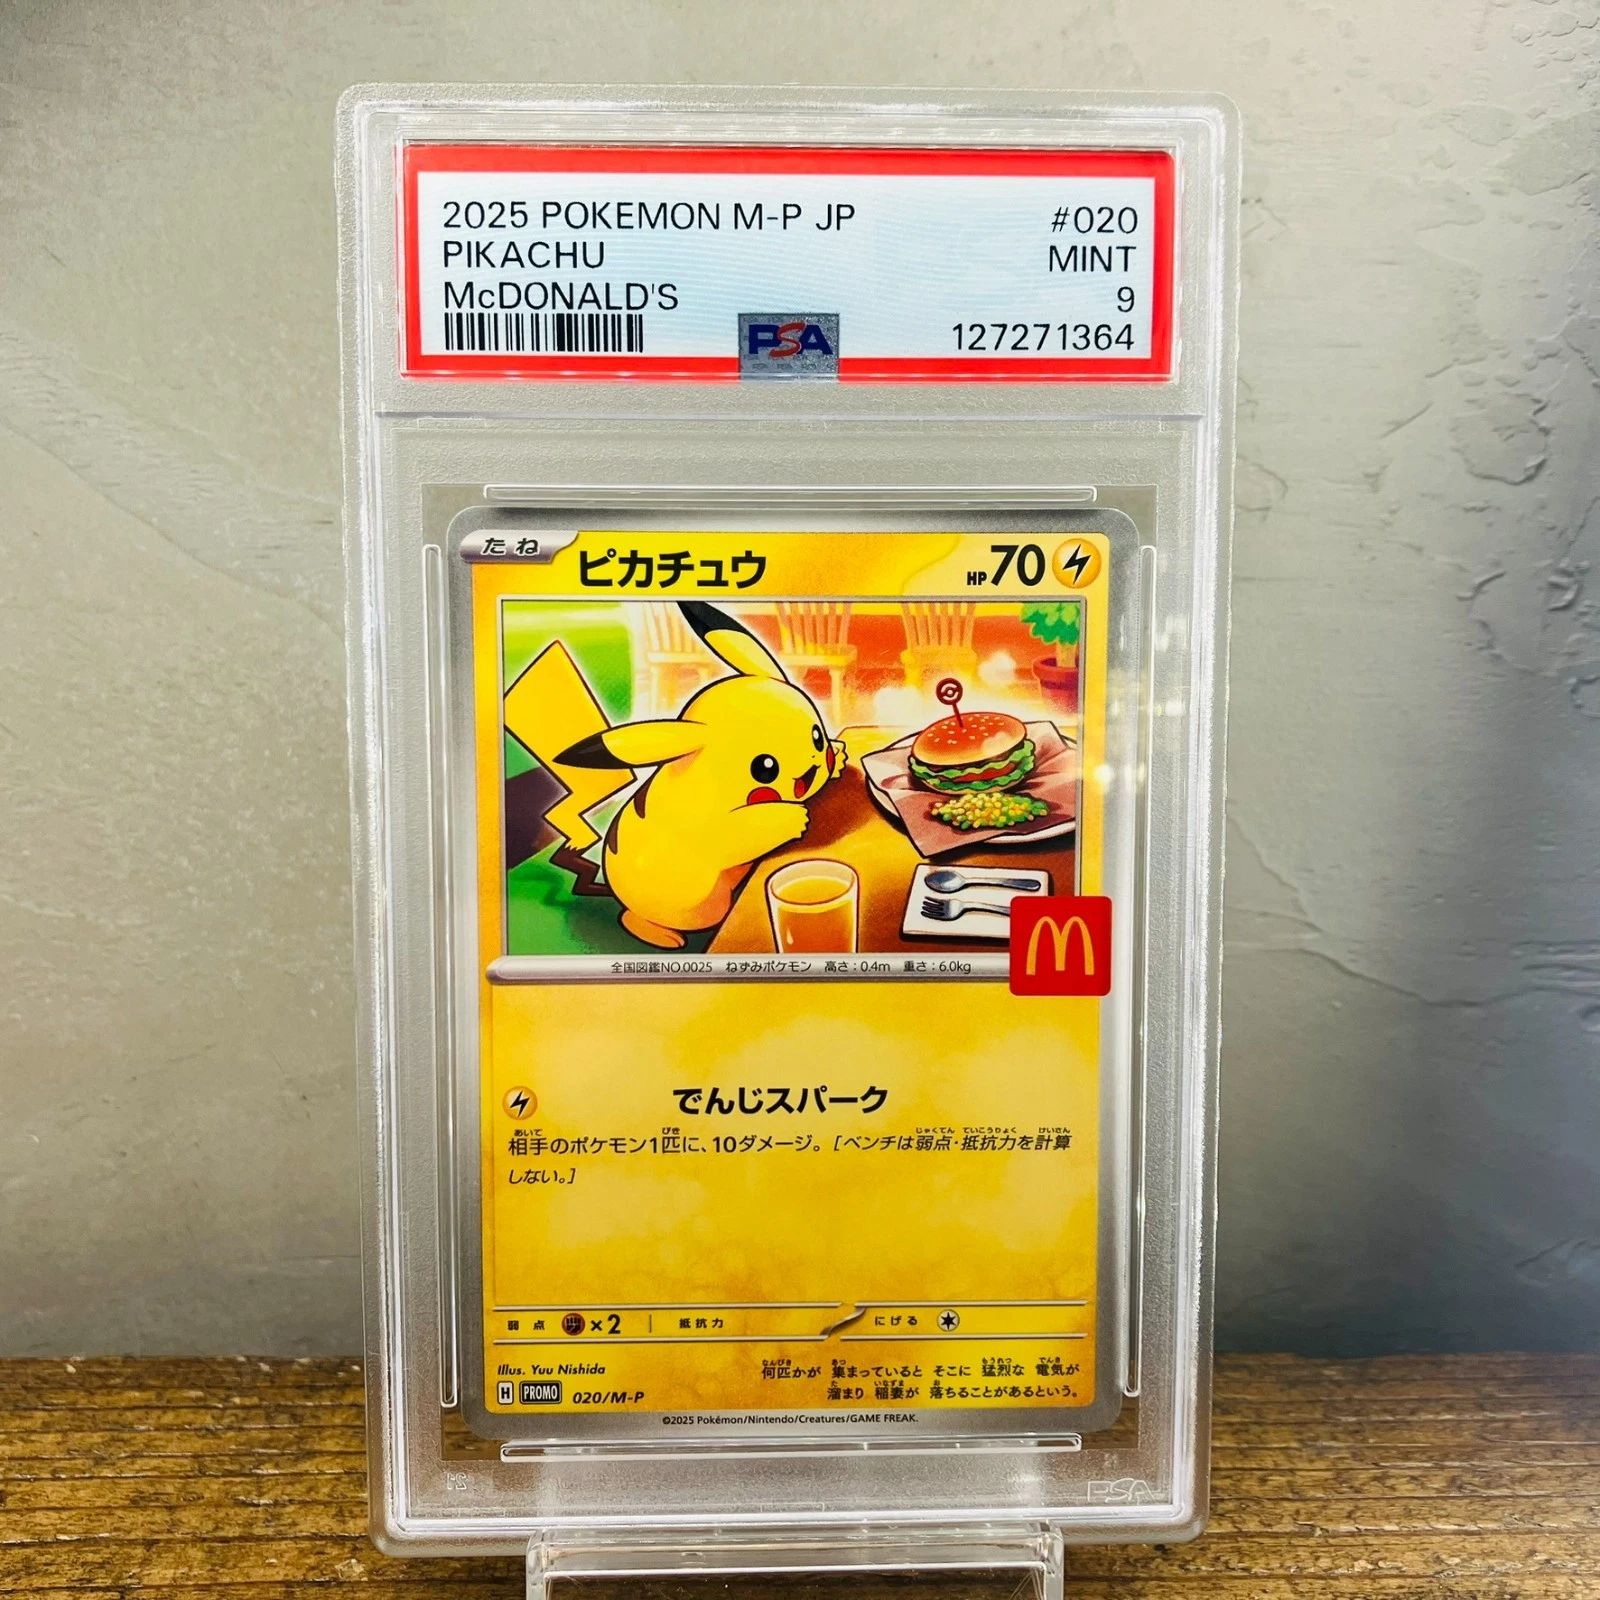 2025 POKEMON M-P JP #020
PIKACHU MINT
McDONALD'S 9
127271364
PSA
たね ピカチュウ HP70
全国図鑑NO.0025 ねずみポケモン 高さ:0.4m 重さ:6.0kg
M
でんじスパーク
相手のポケモン1匹に、10ダメージ。[ベンチは弱点・抵抗力を計算
しない。]
弱点 ×2 抵抗力 にげる
Illus. Yuu Nishida
何匹かが 集まっていると そこに 猛烈な 電気が
溜まり 稲妻が 落ちることがあるという。
H PROMO 020/M-P
©2025 Pokémon/Nintendo/Creatures/GAME FREAK.
PSA